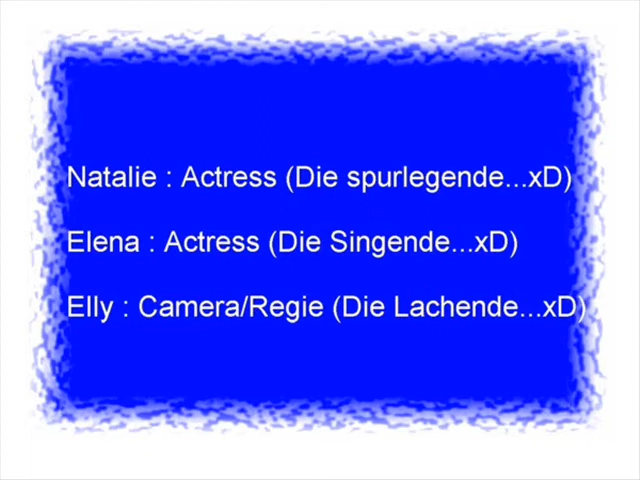 Natalie : Actress (Die spurlegende...xD)
Elena : Actress (Die Singende...xD)
Elly : Camera/Regie (Die Lachende...xD)